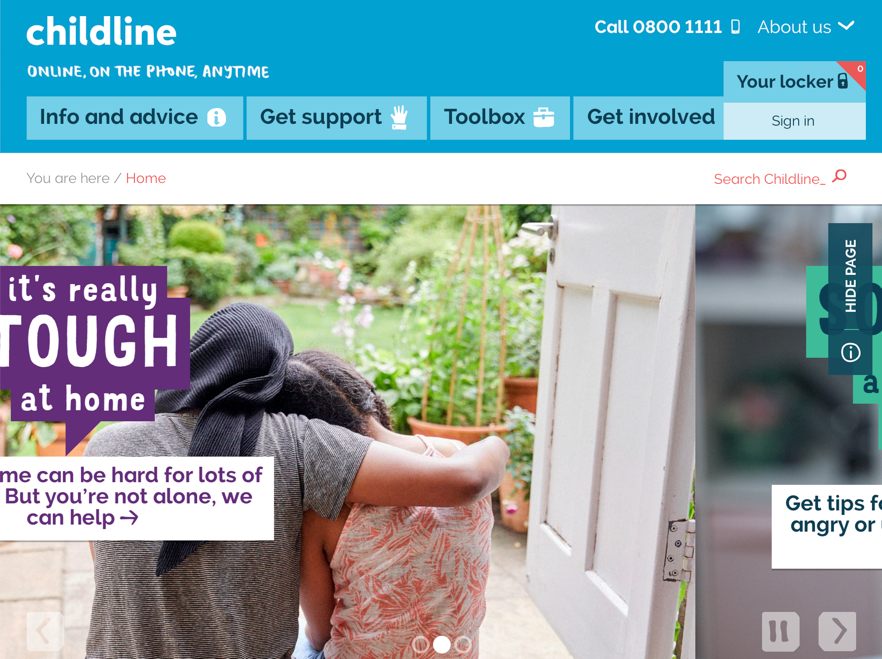 childline
Call 0800 1111
About us
ONLINE, ON THE PHONE, ANYTIME
Your locker
0
Info and advice
Get support
Toolbox
Get involved
Sign in
You are here / Home
Search Childline_
HIDE PAGE
it's really
TOUGH
at home
me can be hard for lots of
But you're not alone, we
can help →
SO
a
Get tips f
angry or